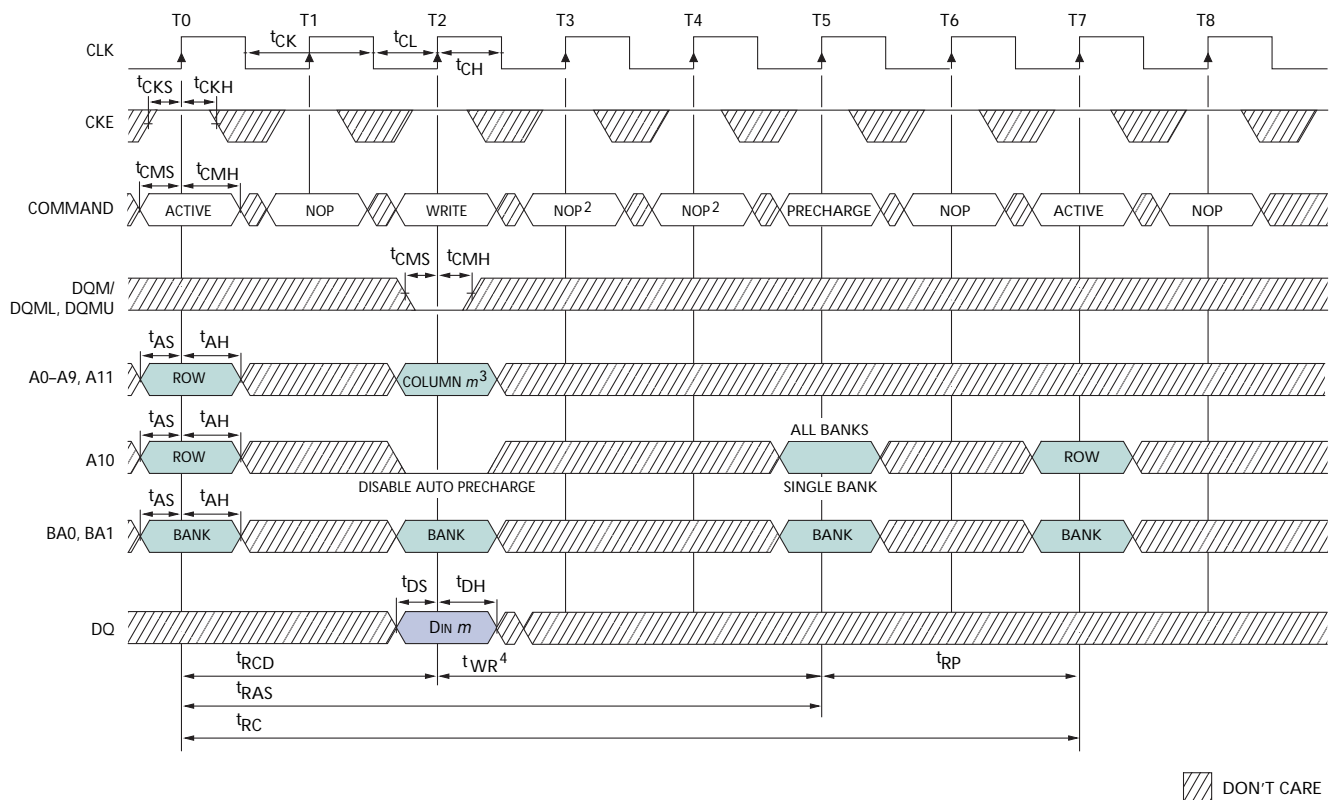 T0 T1 T2 T3 T4 T5 T6 T7 T8
CLK tCK tCL tCH
tCKS tCKH
CKE
tCMS tCMH
COMMAND ACTIVE NOP WRITE NOP2 NOP2 PRECHARGE NOP ACTIVE NOP
tCMS tCMH
DQM/
DQML, DQMU
tAS tAH
A0–A9, A11 ROW COLUMN m3
tAS tAH ALL BANKS
A10 ROW ROW
DISABLE AUTO PRECHARGE SINGLE BANK
tAS tAH
BA0, BA1 BANK BANK BANK BANK
tDS tDH
DQ DIN m
tRCD tWR4 tRP
tRAS
tRC
DON'T CARE